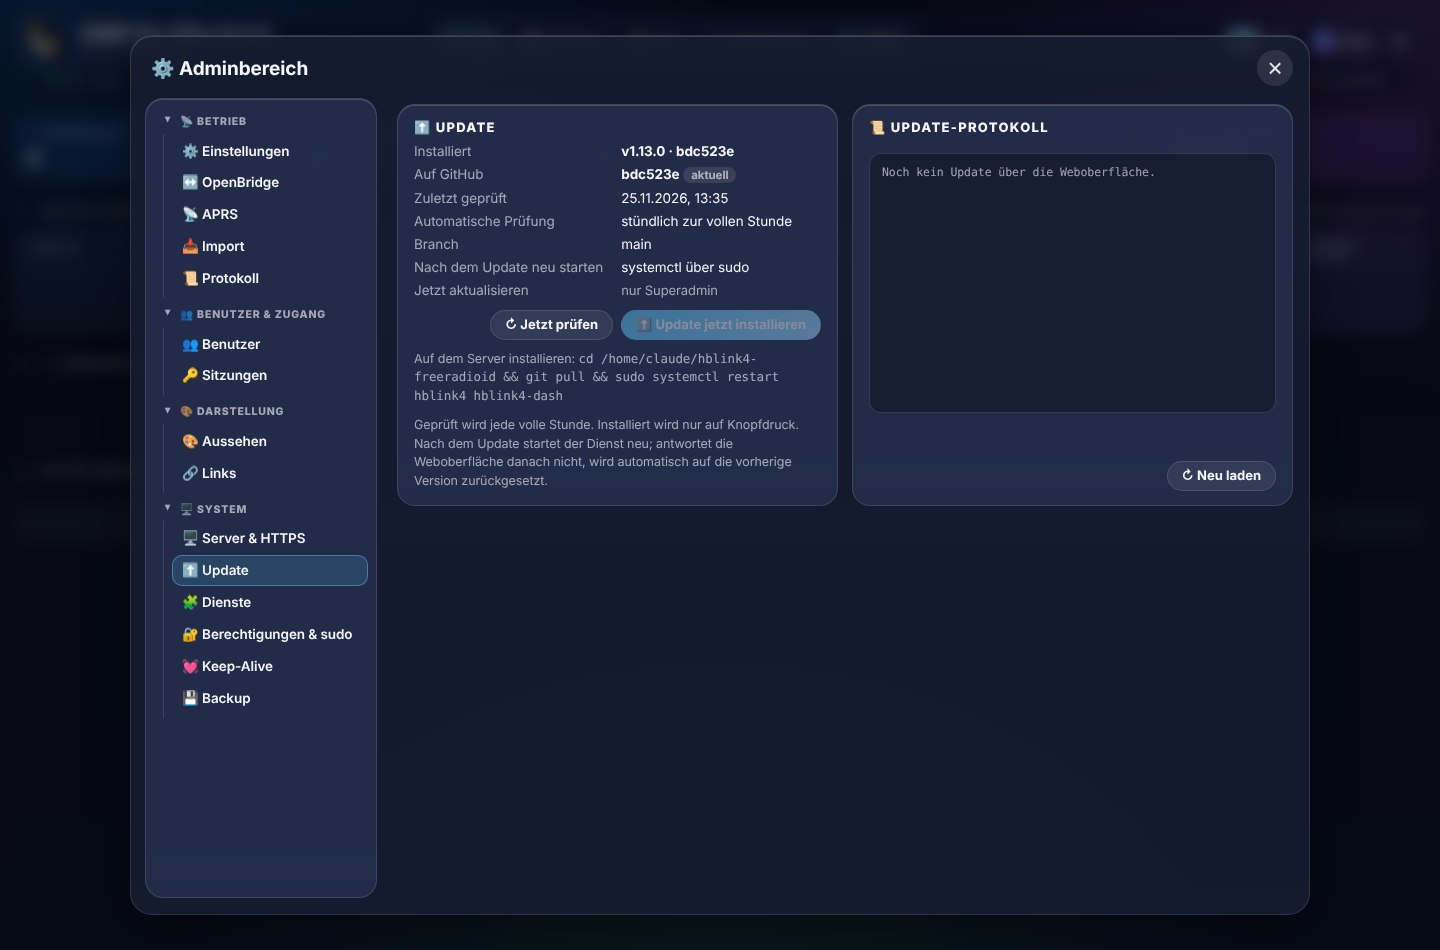 Adminbereich
BETRIEB
Einstellungen
OpenBridge
APRS
Import
Protokoll
BENUTZER & ZUGANG
Benutzer
Sitzungen
DARSTELLUNG
Aussehen
Links
SYSTEM
Server & HTTPS
Update
Dienste
Berechtigungen & sudo
Keep-Alive
Backup
UPDATE
Installiert v1.13.0 · bdc523e
Auf GitHub bdc523e aktuell
Zuletzt geprüft 25.11.2026, 13:35
Automatische Prüfung stündlich zur vollen Stunde
Branch main
Nach dem Update neu starten systemctl über sudo
Jetzt aktualisieren nur Superadmin
↻ Jetzt prüfen Update jetzt installieren
Auf dem Server installieren: cd /home/claude/hblink4-
freeradioid && git pull && sudo systemctl restart
hblink4 hblink4-dash
Geprüft wird jede volle Stunde. Installiert wird nur auf Knopfdruck.
Nach dem Update startet der Dienst neu; antwortet die
Weboberfläche danach nicht, wird automatisch auf die vorherige
Version zurückgesetzt.
UPDATE-PROTOKOLL
Noch kein Update über die Weboberfläche.
↻ Neu laden